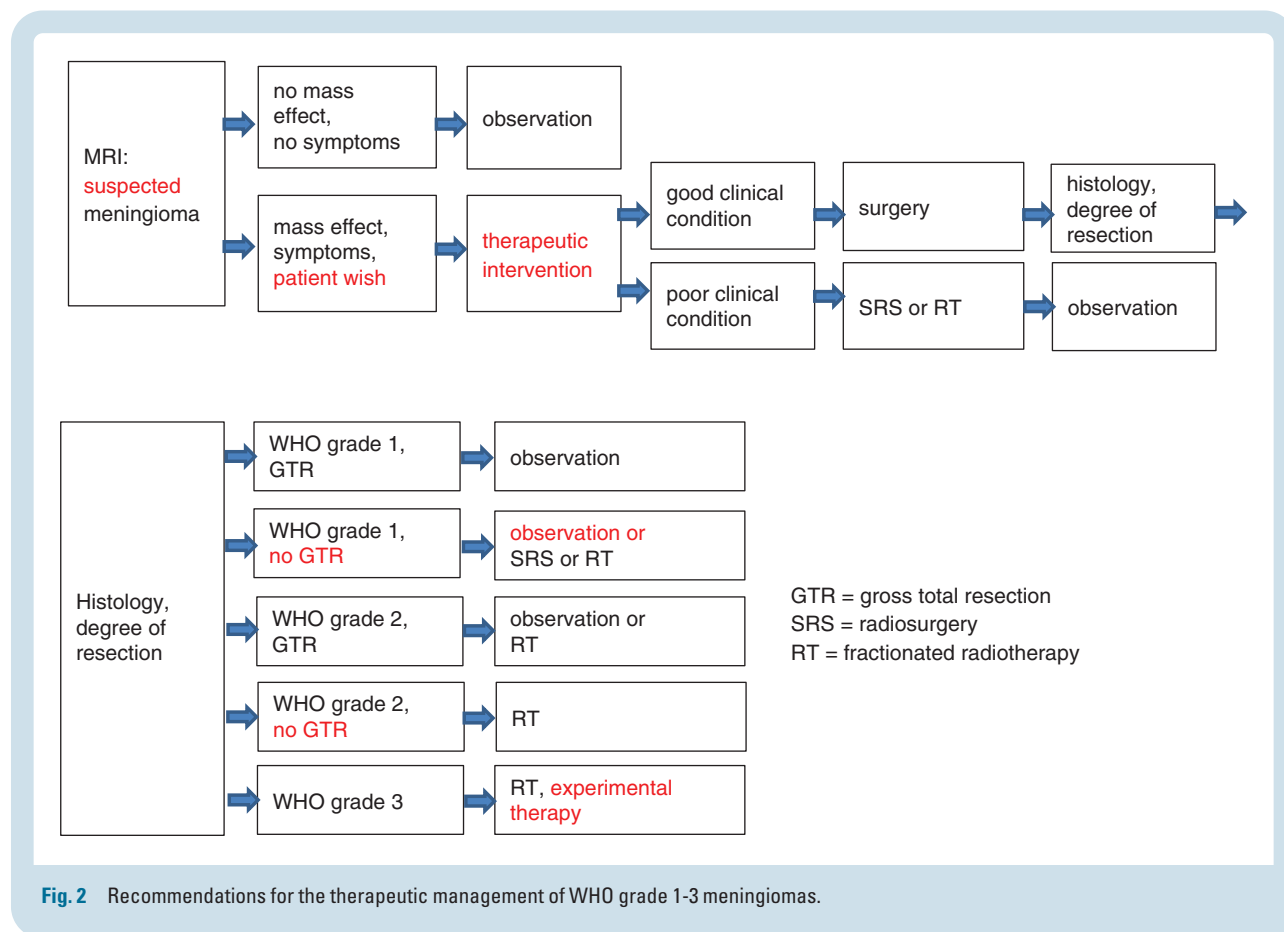 MRI:
suspected
meningioma
no mass
effect,
no symptoms
observation
mass effect,
symptoms,
patient wish
therapeutic
intervention
good clinical
condition
surgery
histology,
degree of
resection
poor clinical
condition
SRS or RT
observation
Histology,
degree of
resection
WHO grade 1,
GTR
observation
WHO grade 1,
no GTR
observation or
SRS or RT
WHO grade 2,
GTR
observation or
RT
WHO grade 2,
no GTR
RT
WHO grade 3
RT, experimental
therapy
GTR = gross total resection
SRS = radiosurgery
RT = fractionated radiotherapy
Fig. 2 Recommendations for the therapeutic management of WHO grade 1-3 meningiomas.